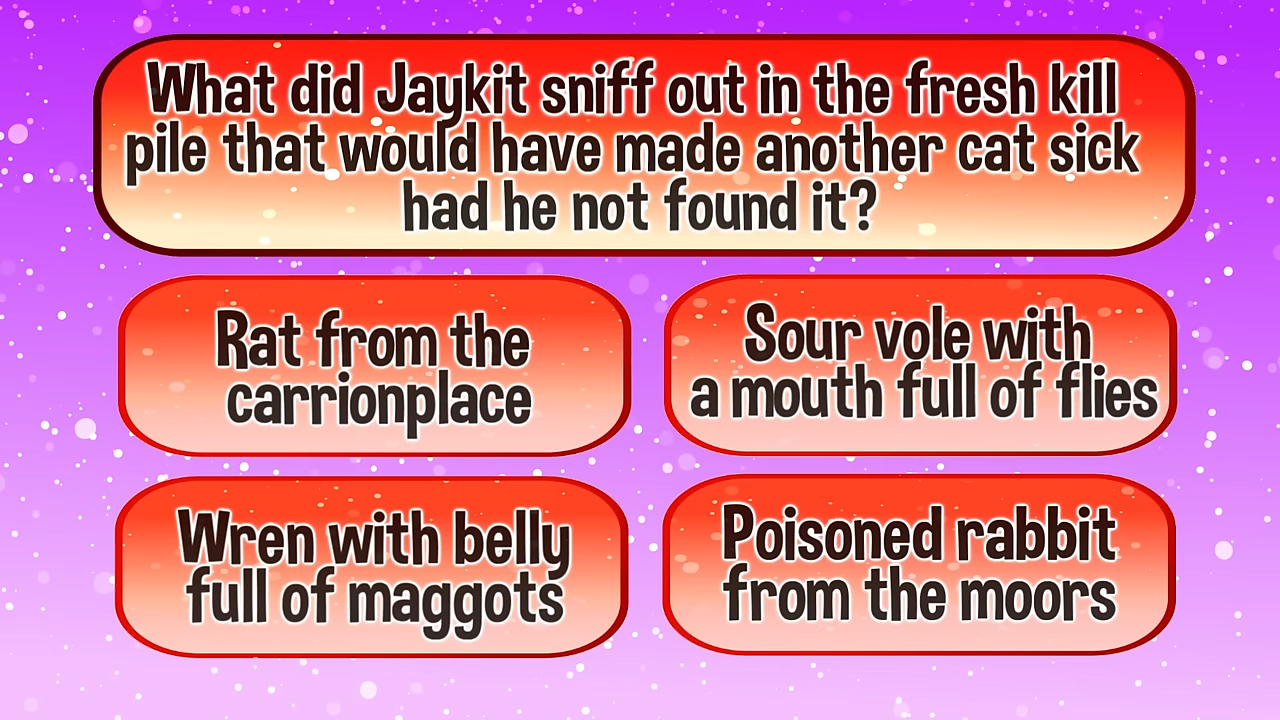 What did Jaykit sniff out in the fresh kill
pile that would have made another cat sick
had he not found it?
Rat from the
carrionplace
Sour vole with
a mouth full of flies
Wren with belly
full of maggots
Poisoned rabbit
from the moors